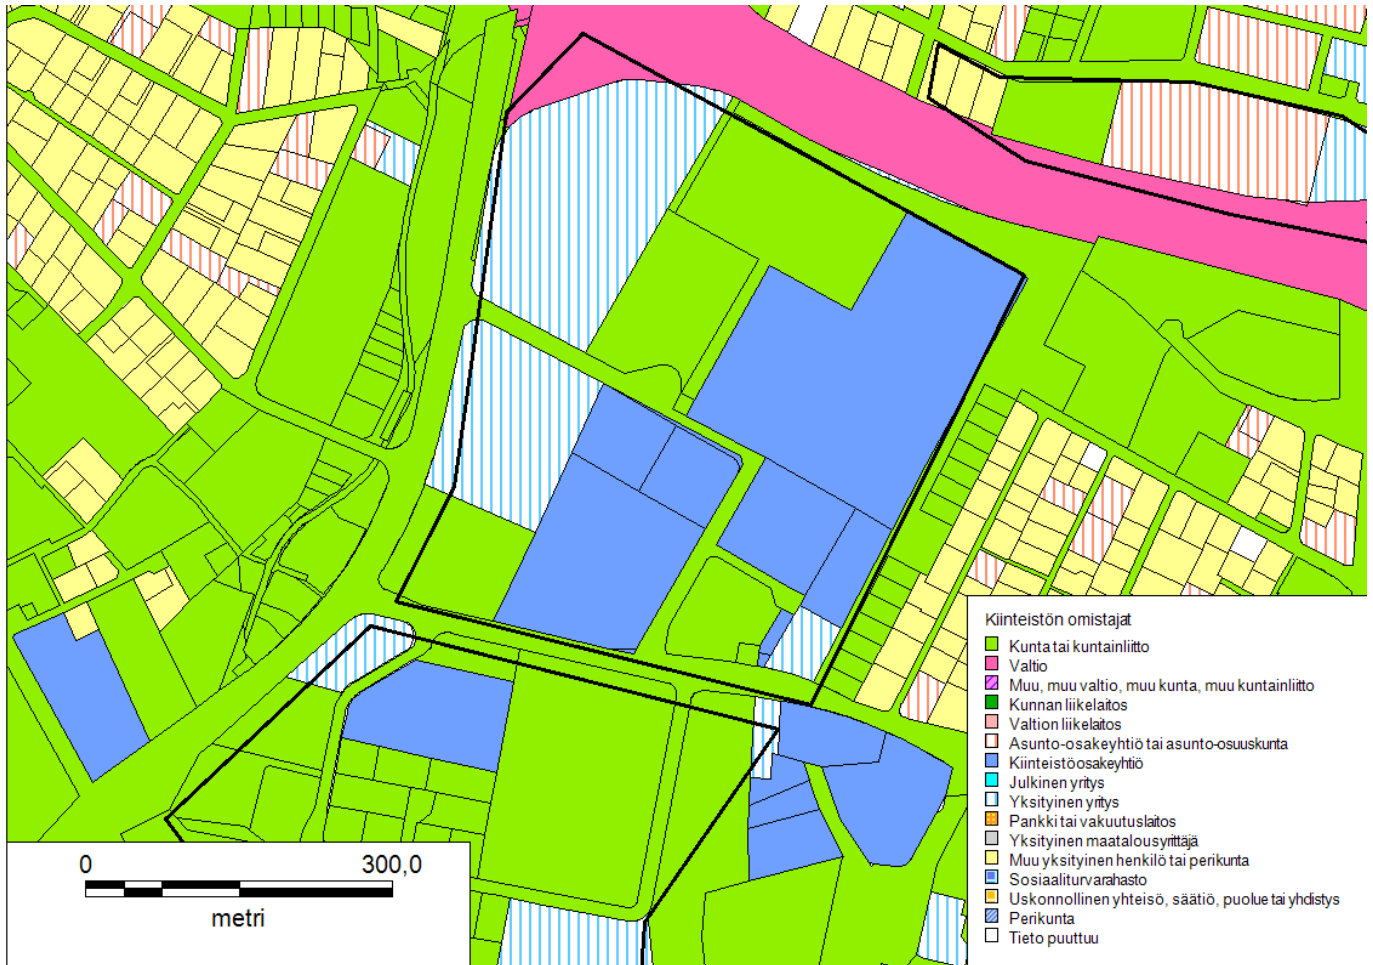 Kiinteistön omistajat
Kunta tai kuntainliitto
Valtio
Muu, muu valtio, muu kunta, muu kuntainliitto
Kunnan liikelaitos
Valtion liikelaitos
Asunto-osakeyhtiö tai asunto-osuuskunta
Kiinteistöosakeyhtiö
Julkinen yritys
Yksityinen yritys
Pankki tai vakuutuslaitos
Yksityinen maatalousyrittäjä
Muu yksityinen henkilö tai perikunta
Sosiaaliturvarahasto
Uskonnollinen yhteisö, säätiö, puolue tai yhdistys
Perikunta
Tieto puuttuu
0 300,0
metri